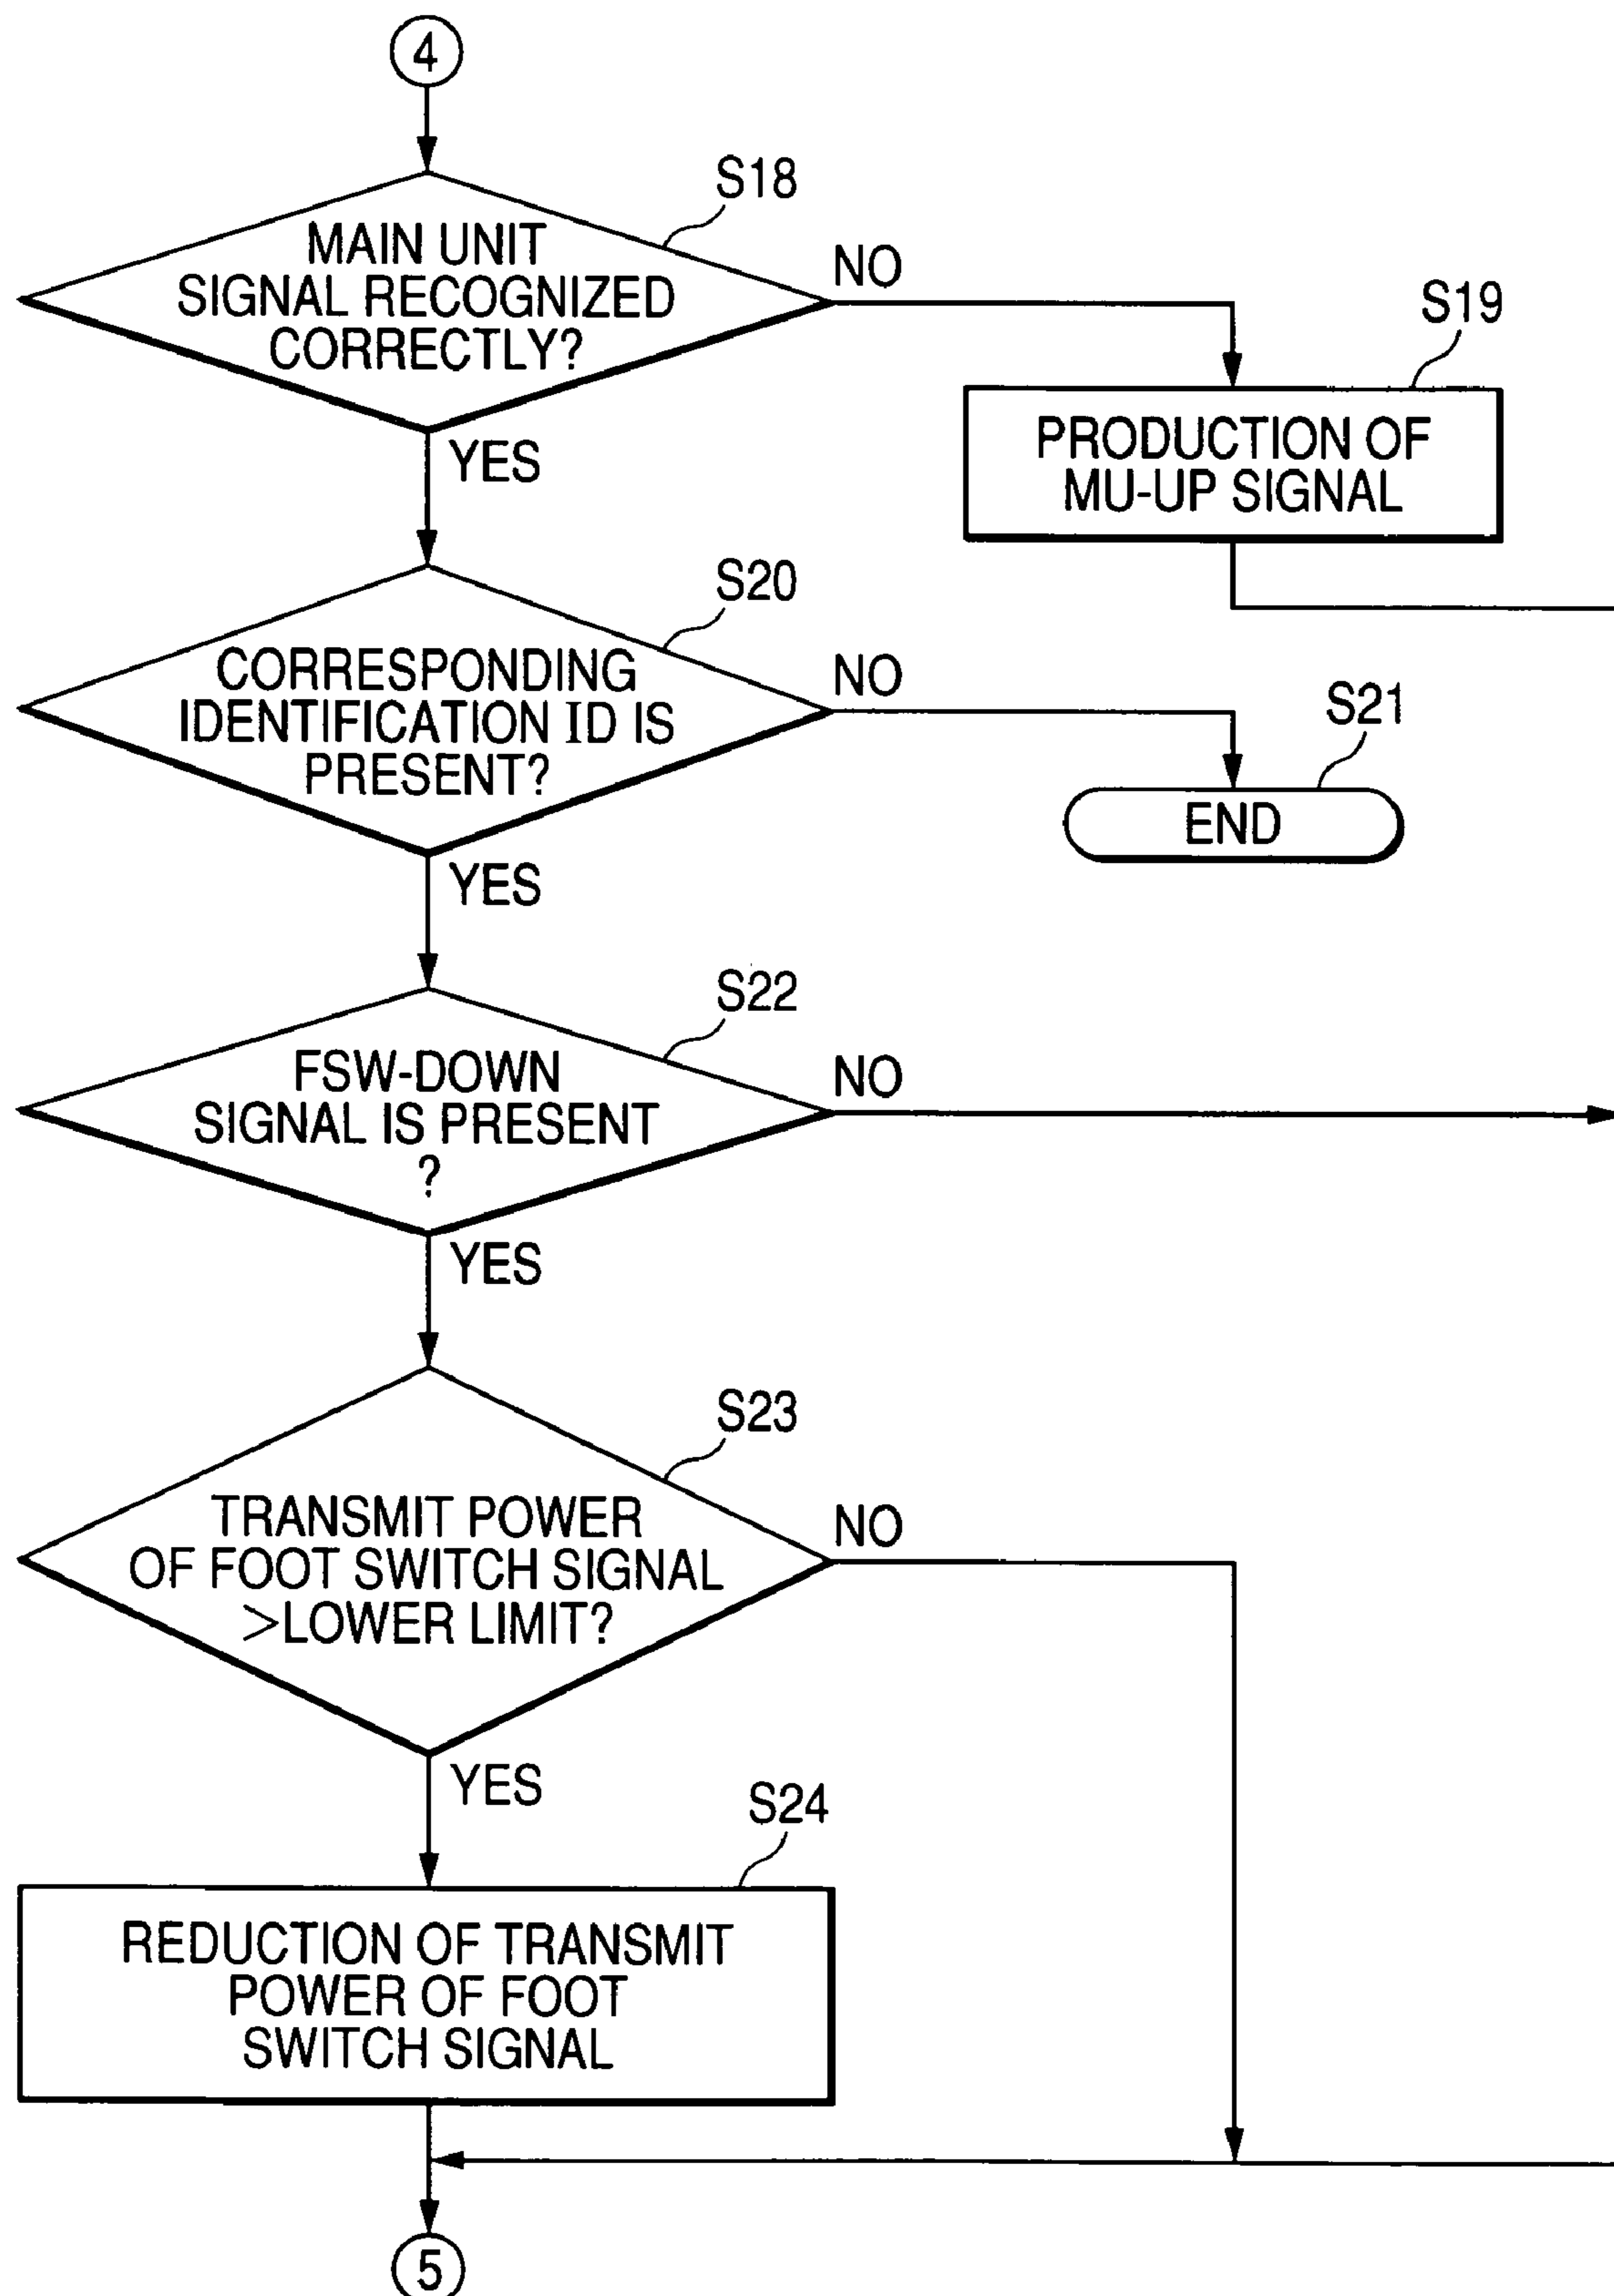 4
S18
MAIN UNIT
SIGNAL RECOGNIZED
CORRECTLY?
NO
YES
S19
PRODUCTION OF
MU-UP SIGNAL
S20
CORRESPONDING
IDENTIFICATION ID IS
PRESENT?
NO
YES
S21
END
S22
FSW-DOWN
SIGNAL IS PRESENT
?
NO
YES
S23
TRANSMIT POWER
OF FOOT SWITCH SIGNAL
>LOWER LIMIT?
NO
YES
S24
REDUCTION OF TRANSMIT
POWER OF FOOT
SWITCH SIGNAL
5